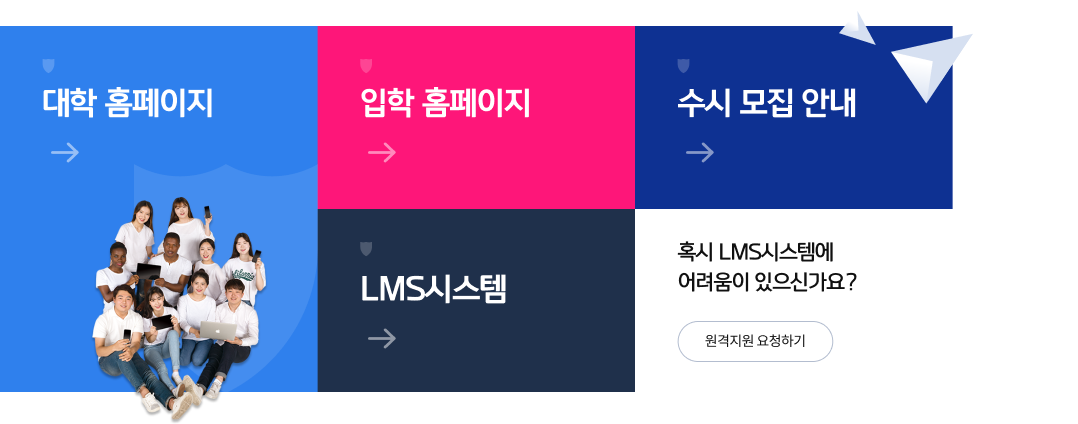 대학 홈페이지
입학 홈페이지
수시 모집 안내
LMS시스템
혹시 LMS시스템에
어려움이 있으신가요?
원격지원 요청하기